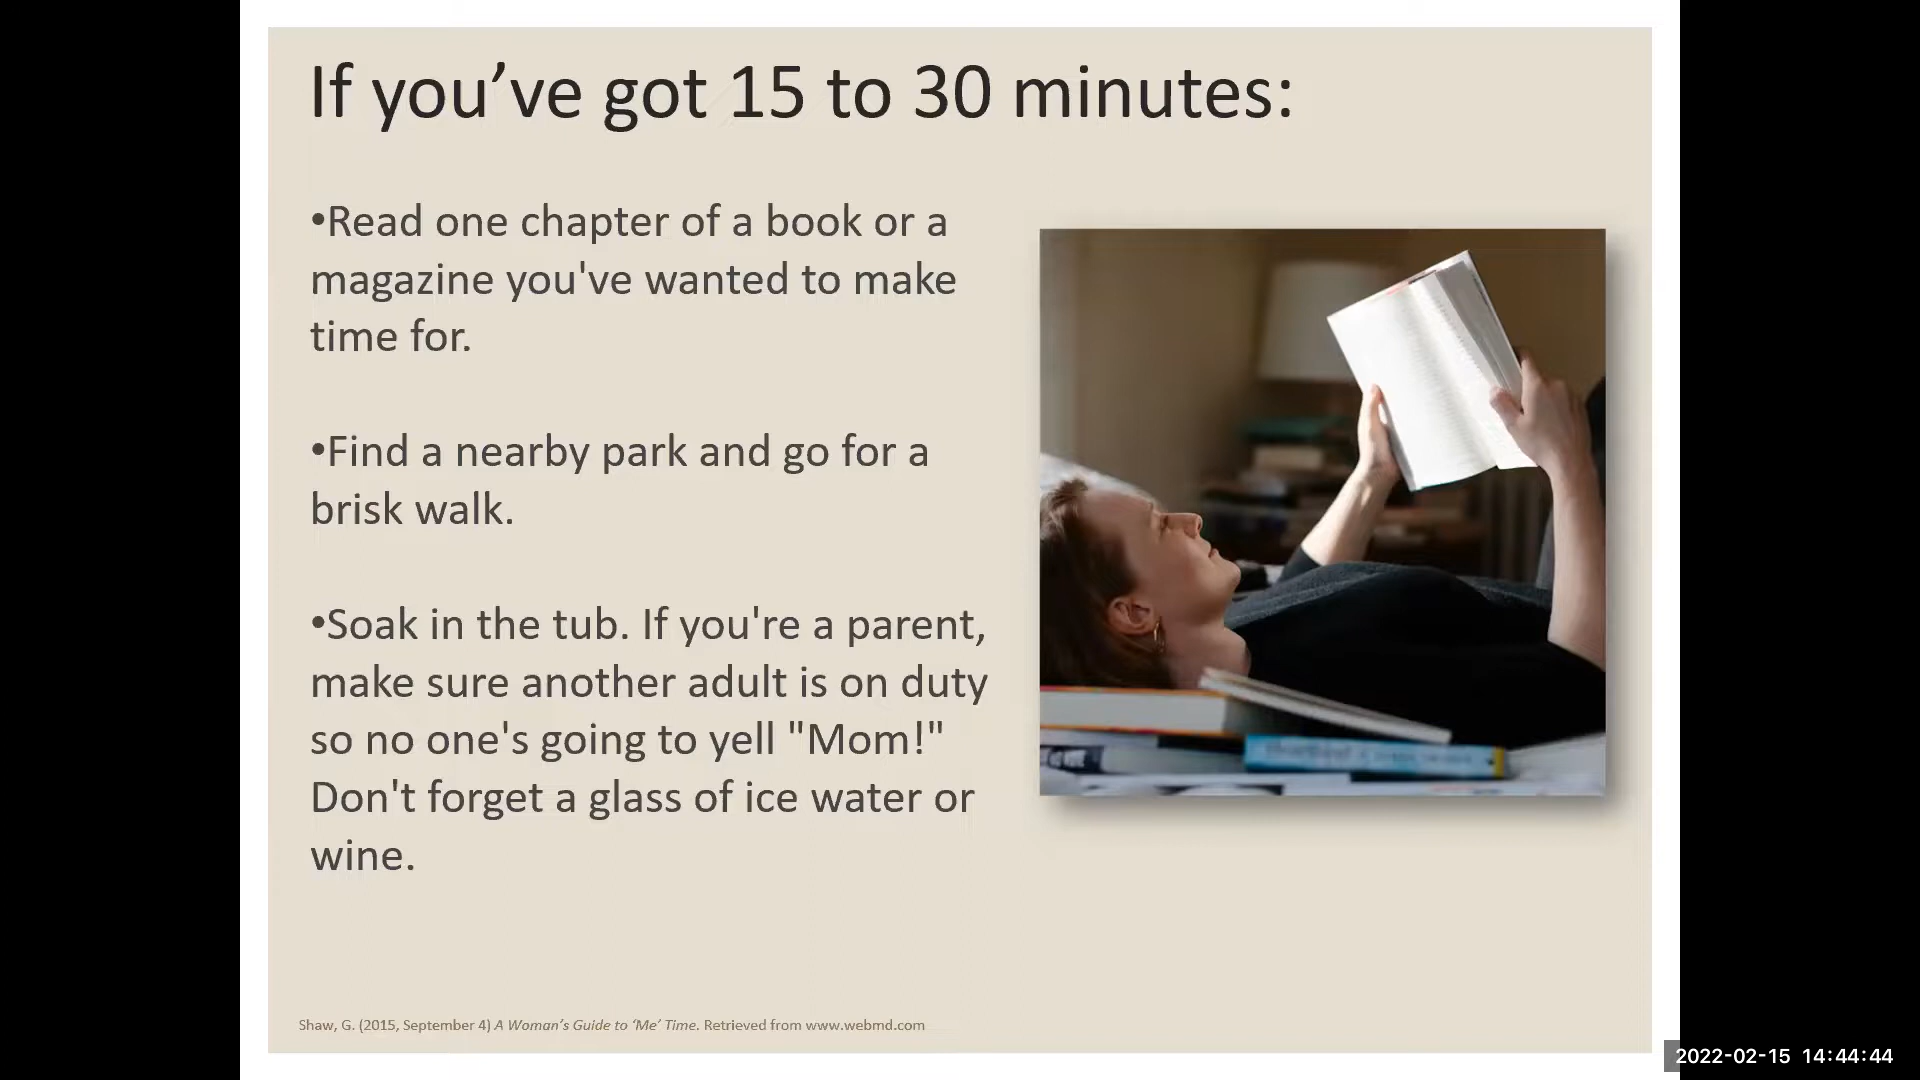 If you’ve got 15 to 30 minutes:
•Read one chapter of a book or a
magazine you've wanted to make
time for.
•Find a nearby park and go for a
brisk walk.
•Soak in the tub. If you're a parent,
make sure another adult is on duty
so no one's going to yell "Mom!"
Don't forget a glass of ice water or
wine.
Shaw, G. (2015, September 4) A Woman’s Guide to ‘Me’ Time. Retrieved from www.webmd.com
2022-02-15 14:44:44